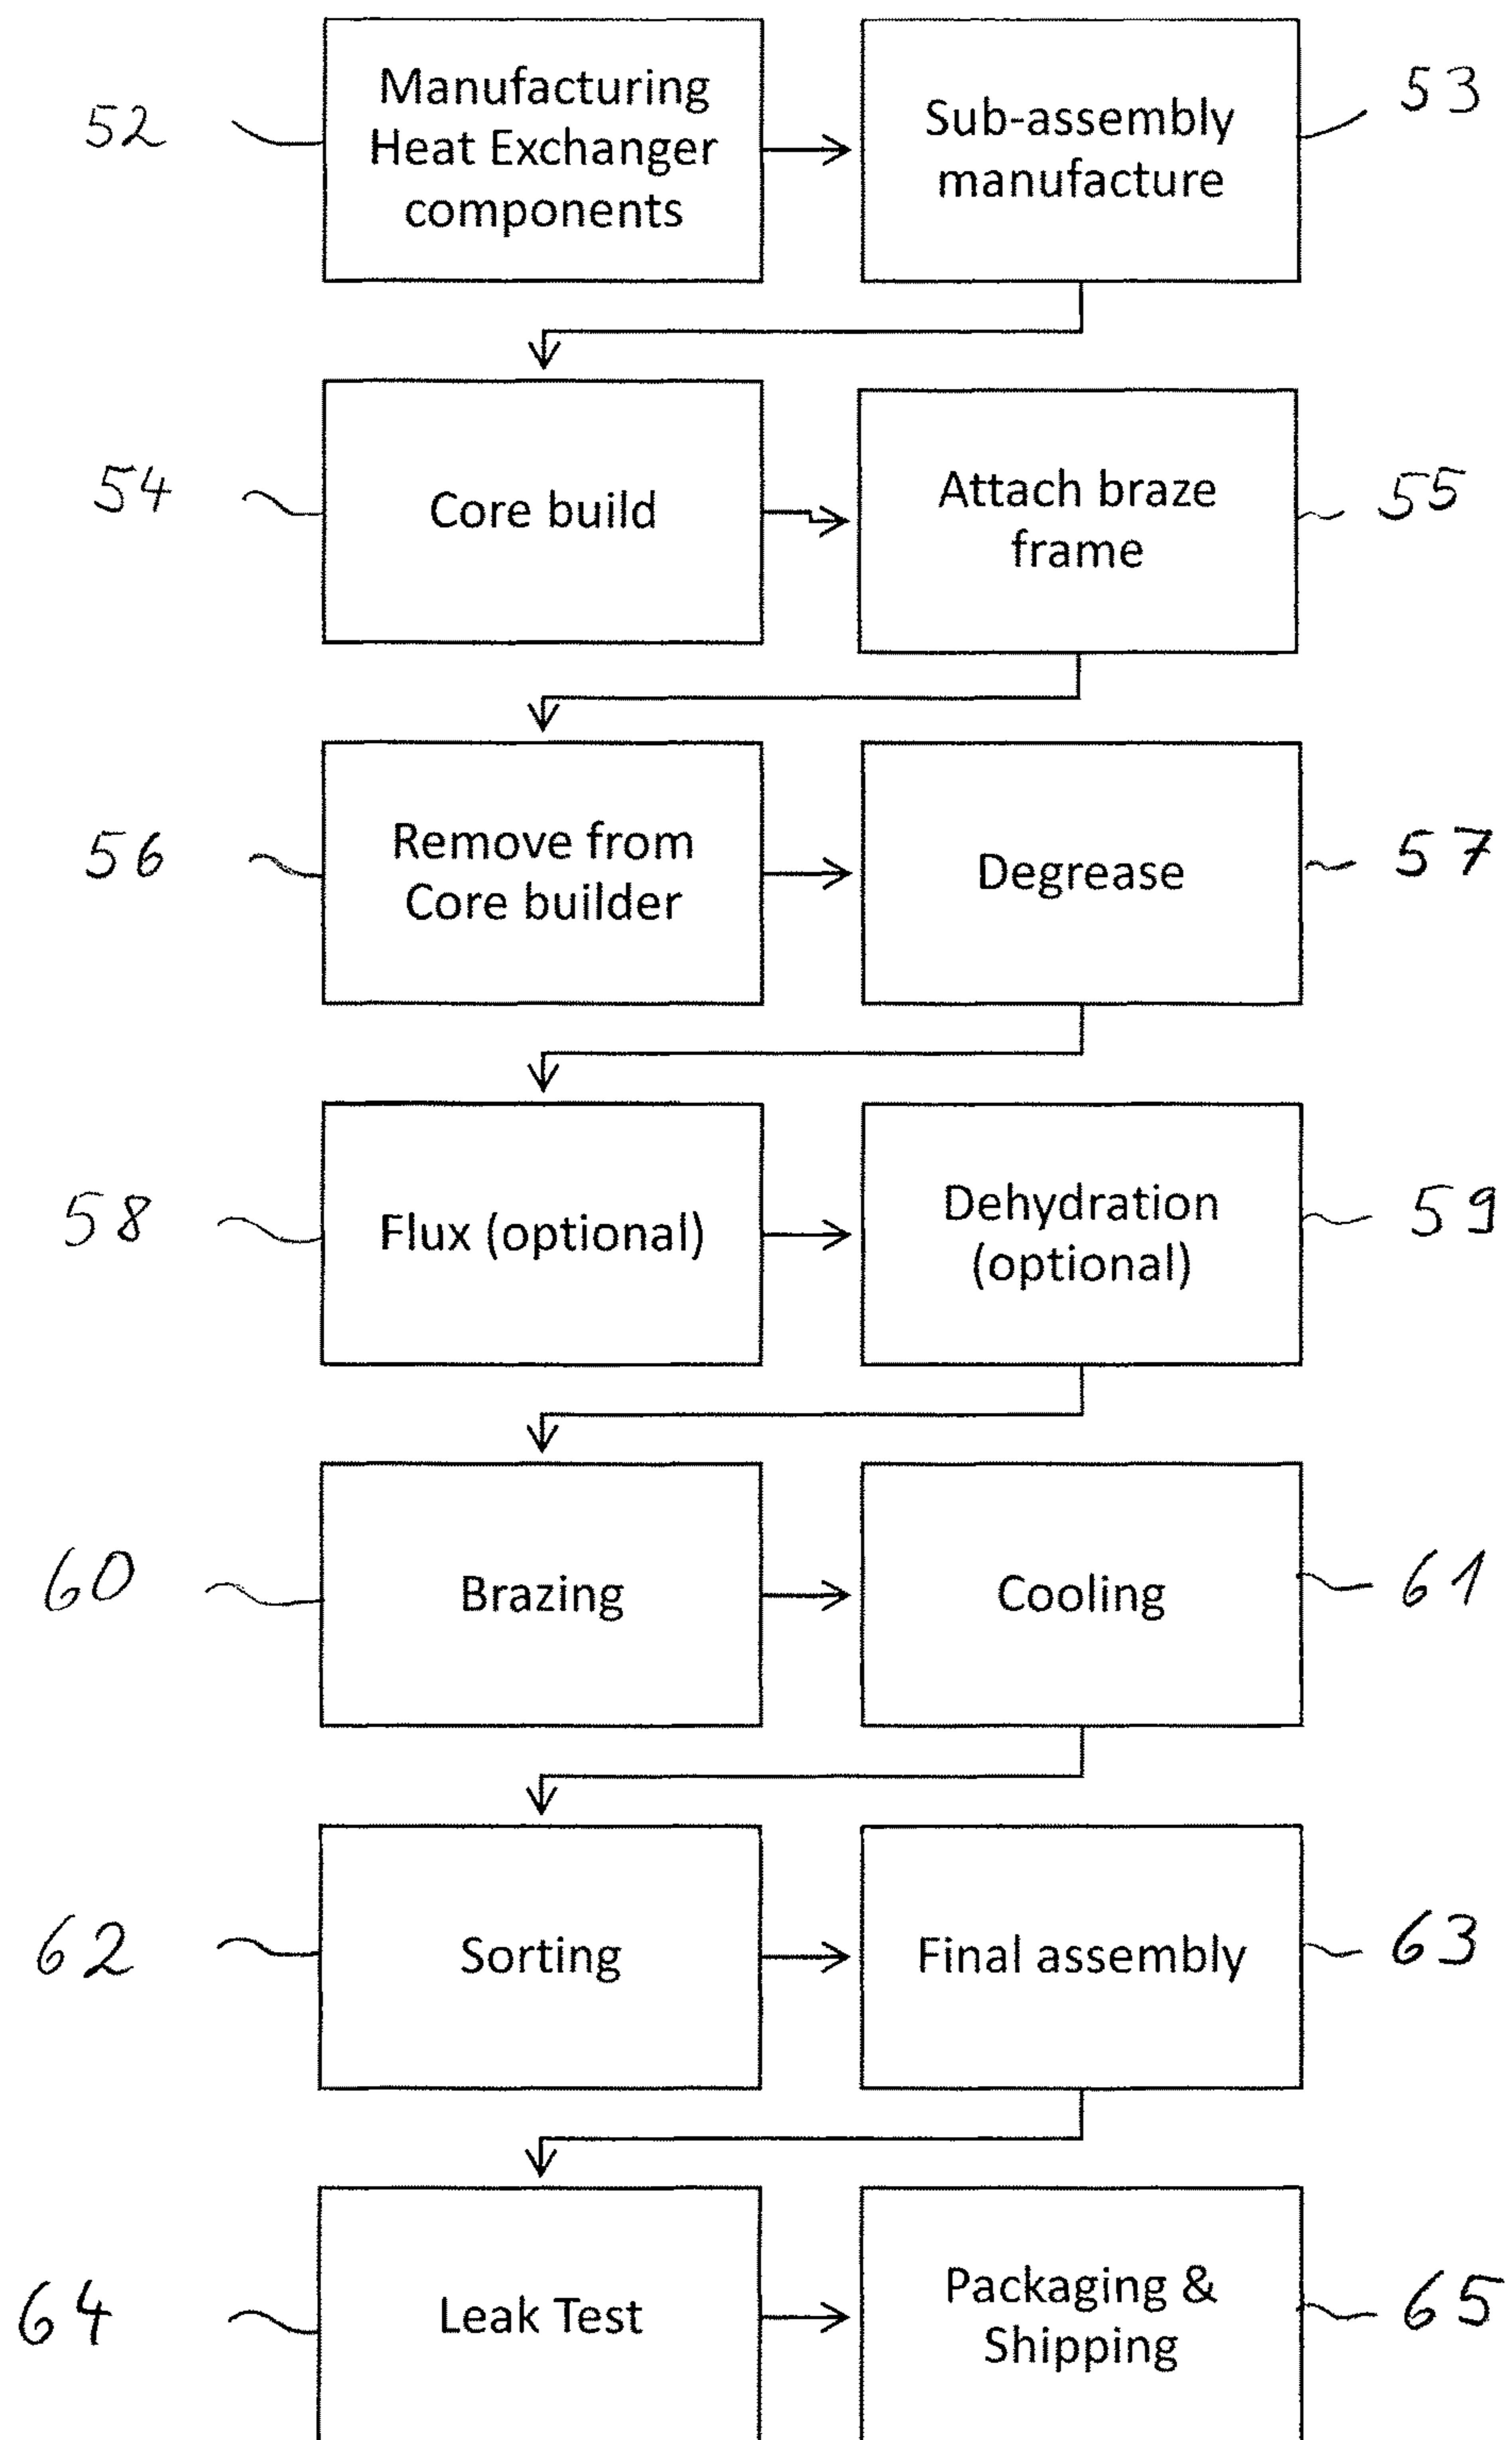 52
Manufacturing
Heat Exchanger
components
Sub-assembly
manufacture
53
54
Core build
Attach braze
frame
55
56
Remove from
Core builder
Degrease
57
58
Flux (optional)
Dehydration
(optional)
59
60
Brazing
Cooling
61
62
Sorting
Final assembly
63
64
Leak Test
Packaging &
Shipping
65